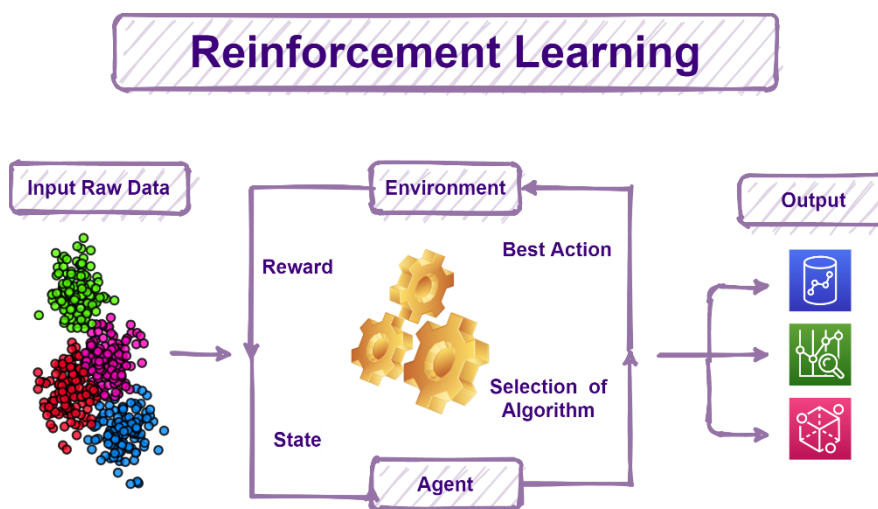 Reinforcement Learning
Input Raw Data
Environment
Output
Reward
Best Action
Selection of
Algorithm
State
Agent